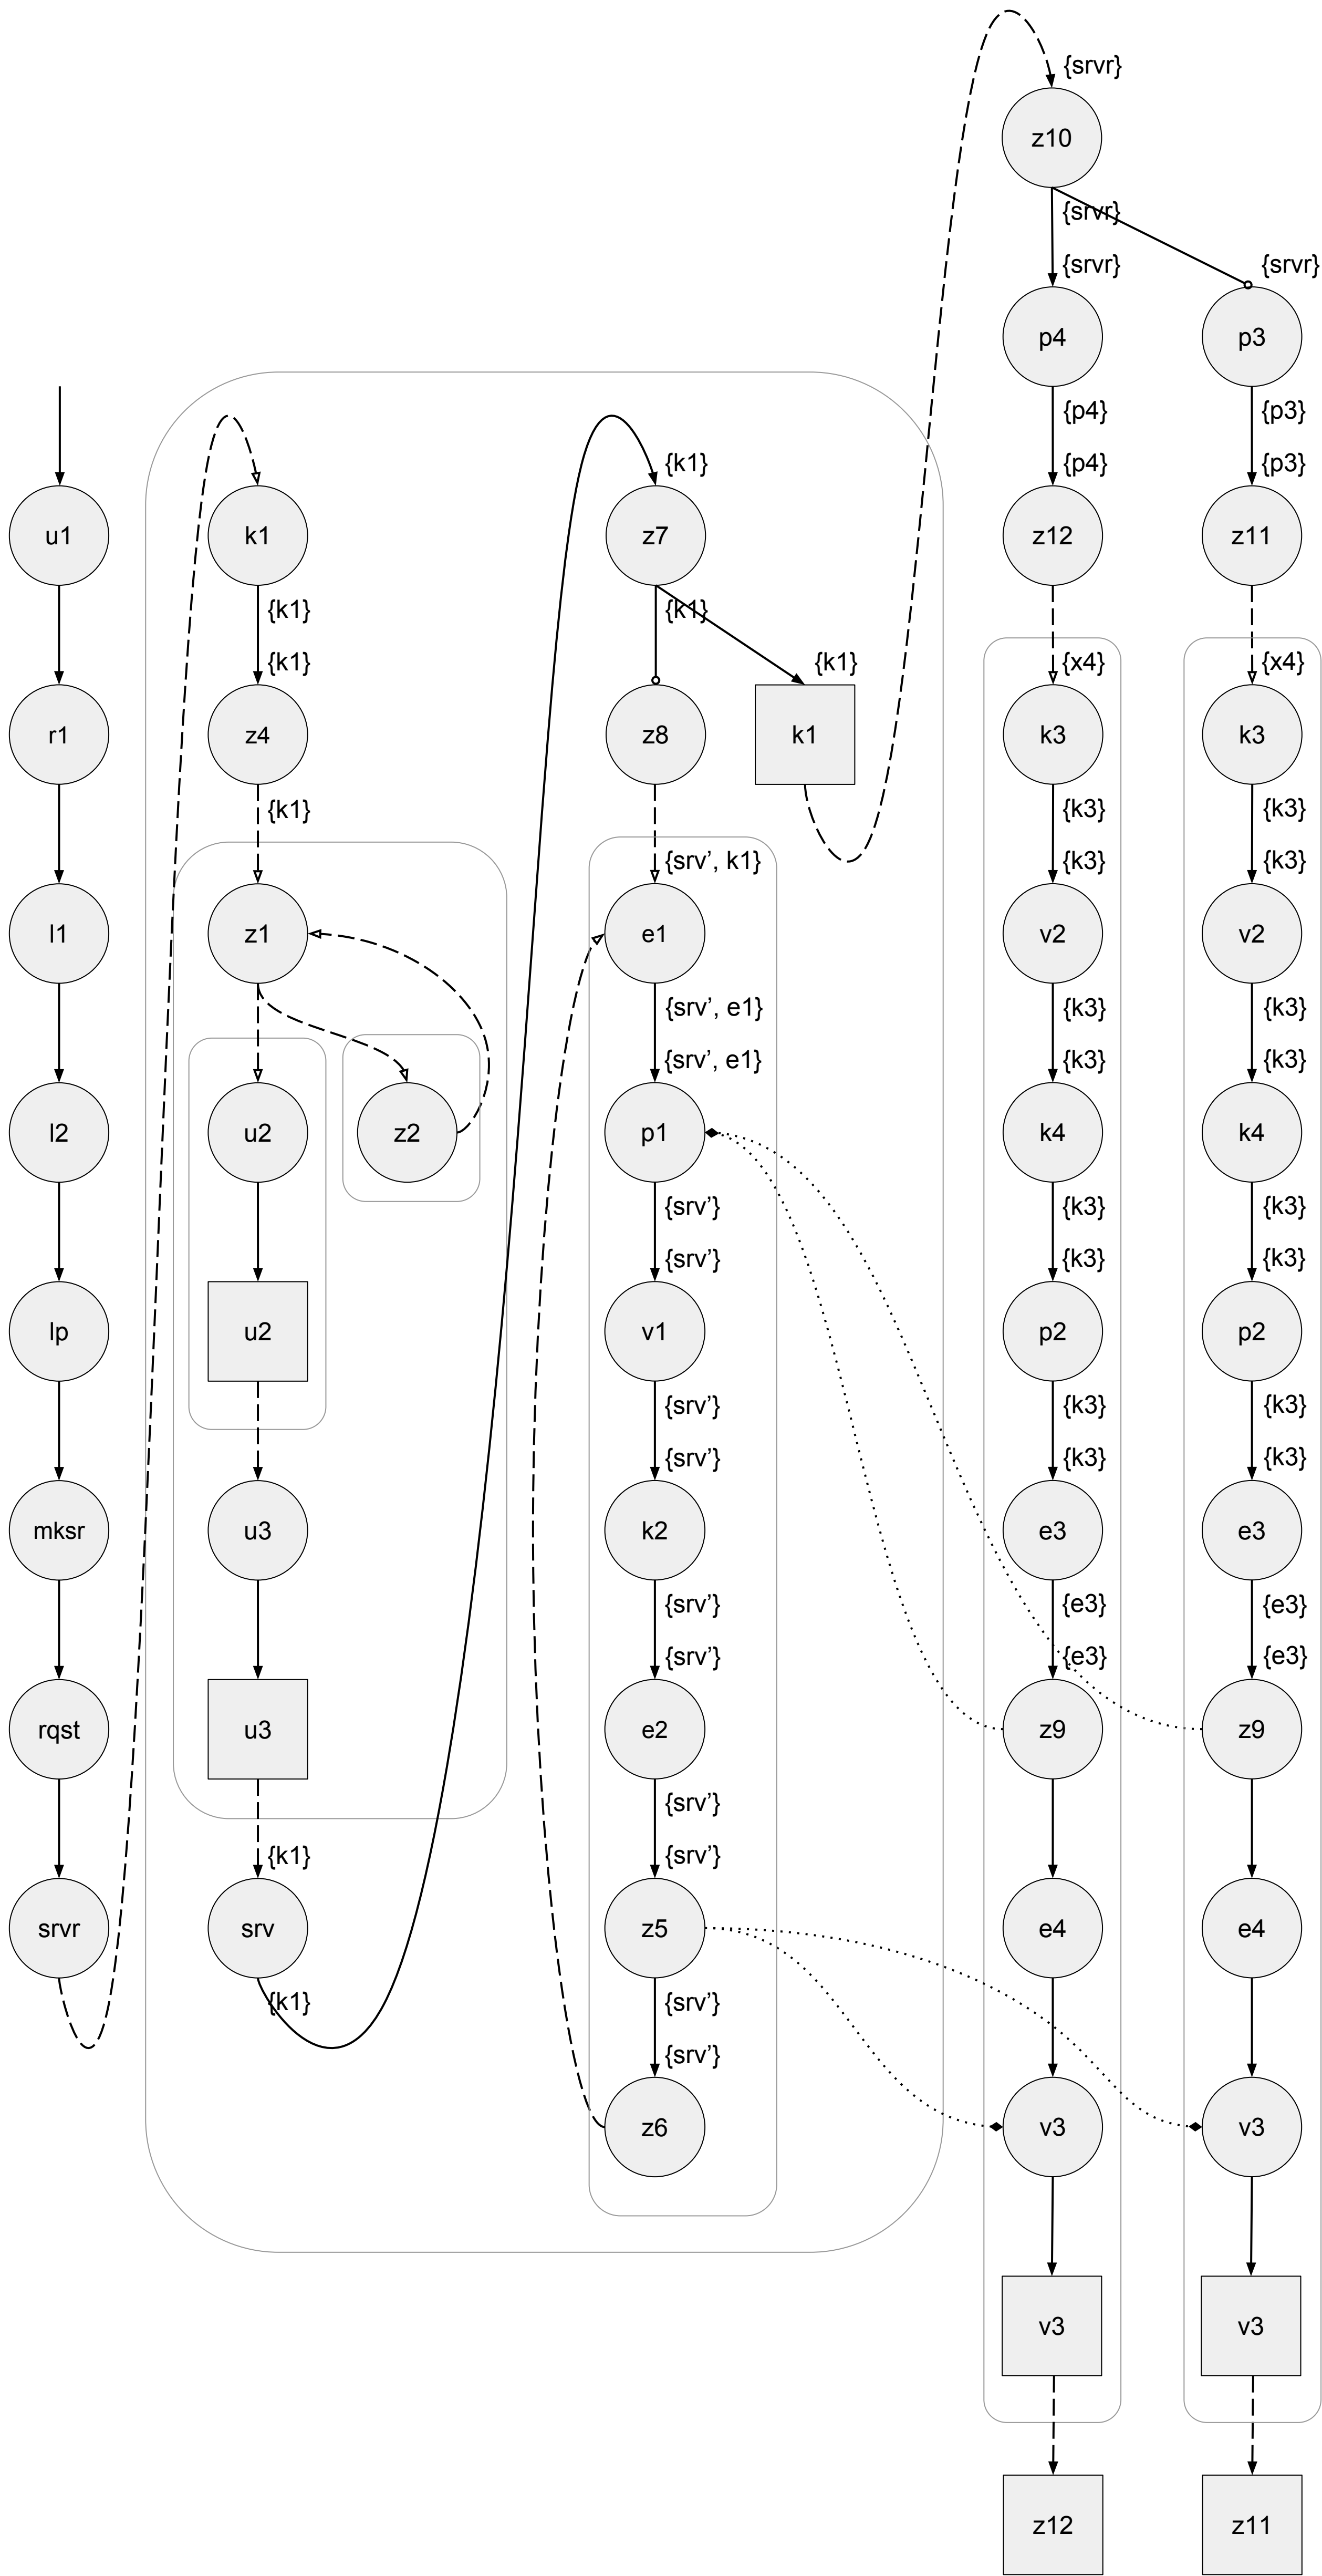 {srvr}
z10
{srvr}
{srvr}
{srvr}
p4
p3
{p4}
{p3}
{k1}
{p4}
{p3}
u1
k1
z7
z12
z11
{k1}
{k1}
{k1}
{k1}
{x4}
{x4}
r1
z4
z8
k1
k3
k3
{k1}
{k3}
{k3}
{srv’, k1}
{k3}
{k3}
l1
z1
e1
v2
v2
{srv’, e1}
{k3}
{k3}
{srv’, e1}
{k3}
{k3}
l2
u2
z2
p1
k4
k4
{srv’}
{k3}
{k3}
{srv’}
{k3}
{k3}
lp
u2
v1
p2
p2
{srv’}
{k3}
{k3}
{srv’}
{k3}
{k3}
mksr
u3
k2
e3
e3
{srv’}
{e3}
{e3}
{srv’}
{e3}
{e3}
rqst
u3
e2
z9
z9
{srv’}
{k1}
{srv’}
srvr
srv
z5
e4
e4
{k1}
{srv’}
{srv’}
z6
v3
v3
v3
v3
z12
z11